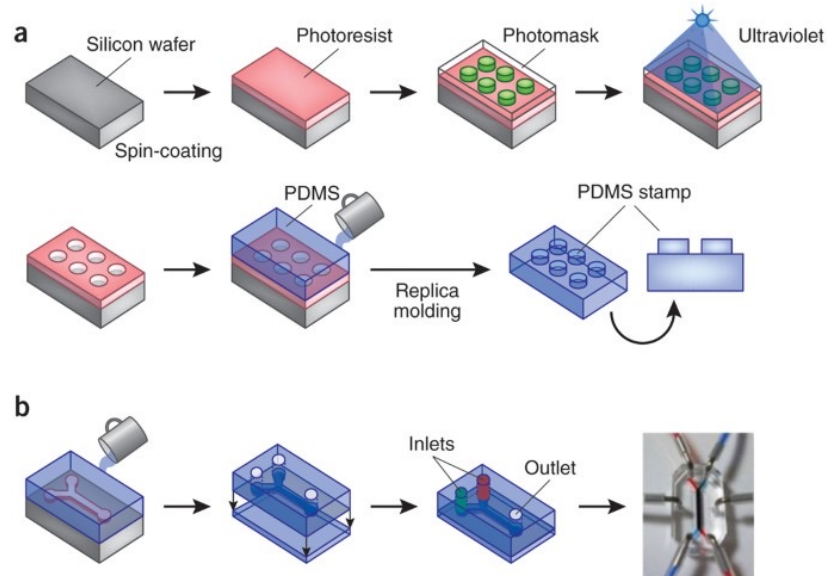 a
Silicon wafer
Photoresist
Photomask
Ultraviolet
Spin-coating
PDMS
PDMS stamp
Replica
molding
b
Inlets
Outlet